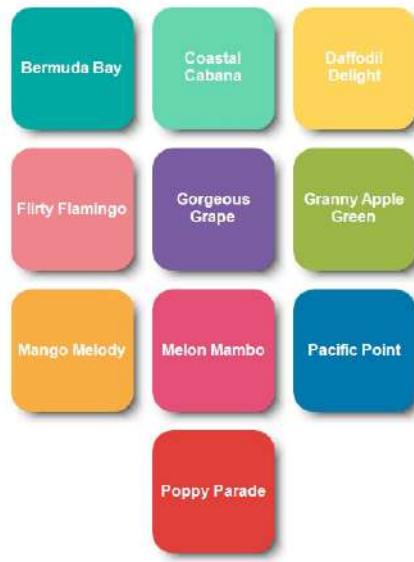 Bermuda Bay
Coastal
Cabana
Daffodil
Delight
Flirty Flamingo
Gorgeous
Grape
Granny Apple
Green
Mango Melody
Melon Mambo
Pacific Point
Poppy Parade